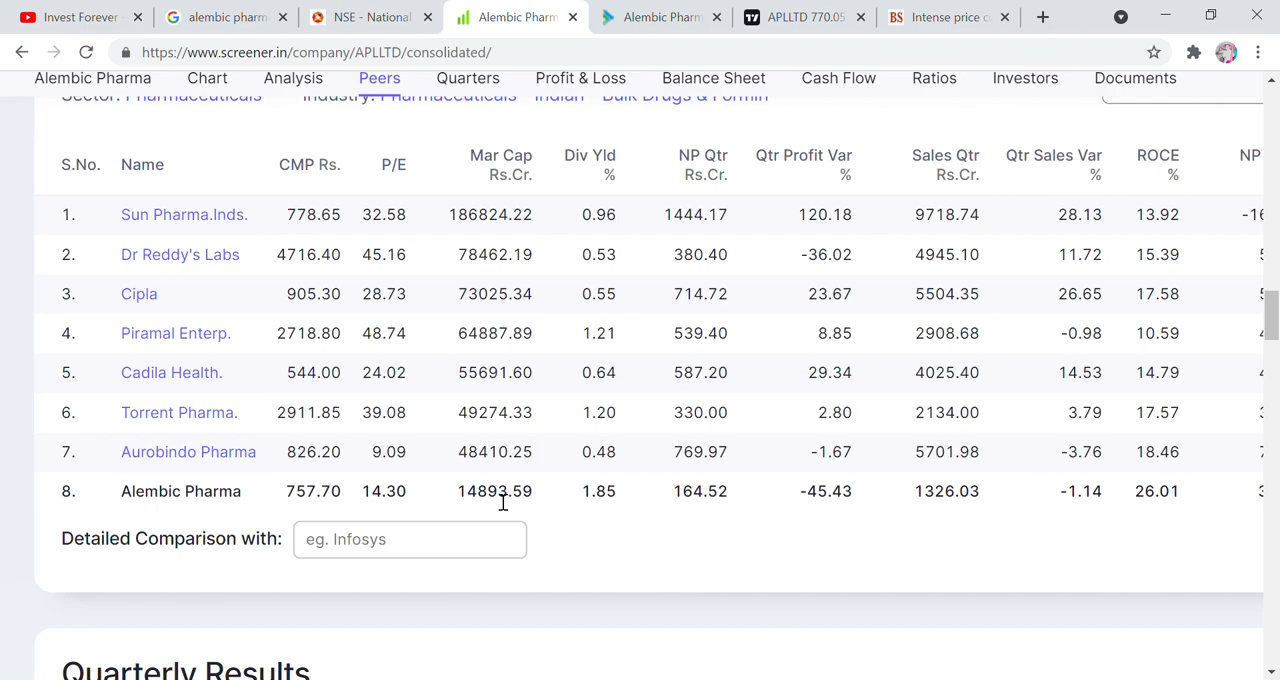 Invest Forever
alembic pharm
NSE - National
Alembic Pharm
Alembic Pharm
APLLTD 770.05
Intense price c
https://www.screener.in/company/APLLTD/consolidated/
Alembic Pharma Chart Analysis Peers Quarters Profit & Loss Balance Sheet Cash Flow Ratios Investors Documents
Sector: Pharmaceuticals Industry: Pharmaceuticals - Indian - Bulk Drugs & Formln
S.No. Name CMP Rs. P/E Mar Cap Rs.Cr. Div Yld % NP Qtr Rs.Cr. Qtr Profit Var % Sales Qtr Rs.Cr. Qtr Sales Var % ROCE % NP
1. Sun Pharma.Inds. 778.65 32.58 186824.22 0.96 1444.17 120.18 9718.74 28.13 13.92 -16
2. Dr Reddy's Labs 4716.40 45.16 78462.19 0.53 380.40 -36.02 4945.10 11.72 15.39
3. Cipla 905.30 28.73 73025.34 0.55 714.72 23.67 5504.35 26.65 17.58
4. Piramal Enterp. 2718.80 48.74 64887.89 1.21 539.40 8.85 2908.68 -0.98 10.59
5. Cadila Health. 544.00 24.02 55691.60 0.64 587.20 29.34 4025.40 14.53 14.79
6. Torrent Pharma. 2911.85 39.08 49274.33 1.20 330.00 2.80 2134.00 3.79 17.57
7. Aurobindo Pharma 826.20 9.09 48410.25 0.48 769.97 -1.67 5701.98 -3.76 18.46
8. Alembic Pharma 757.70 14.30 14893.59 1.85 164.52 -45.43 1326.03 -1.14 26.01
Detailed Comparison with: eg. Infosys
Quarterly Results